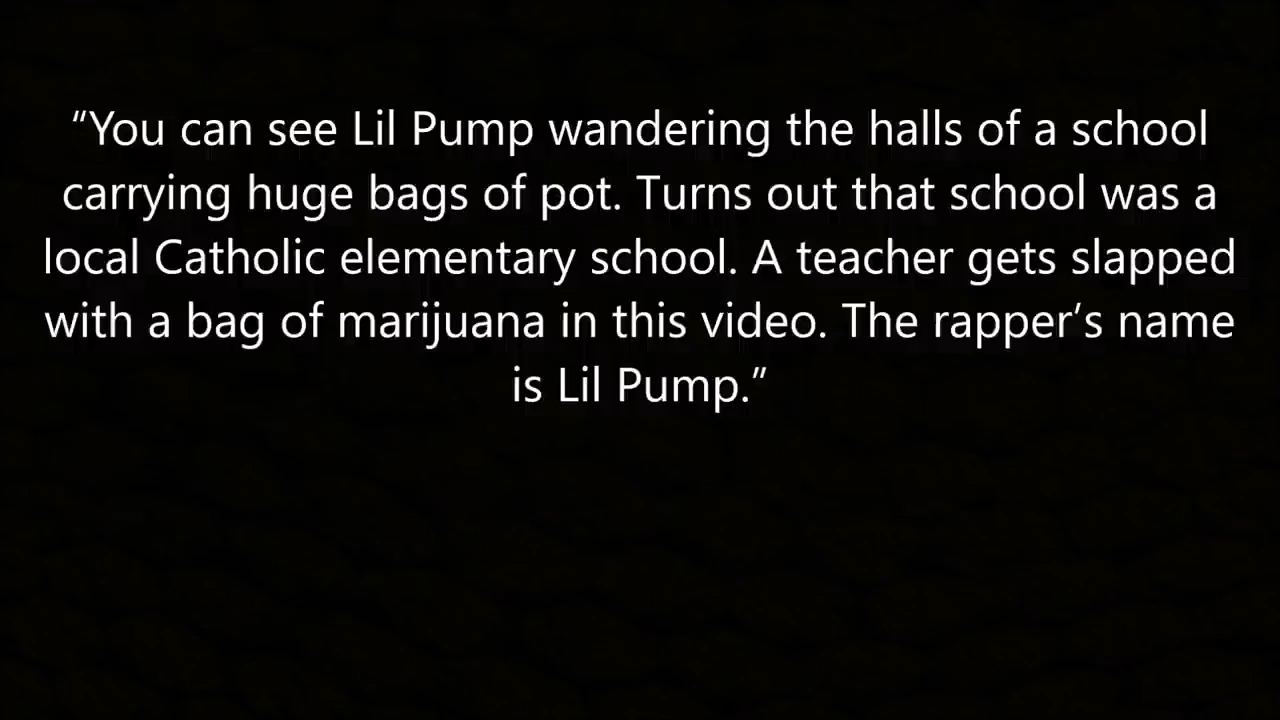 “You can see Lil Pump wandering the halls of a school
carrying huge bags of pot. Turns out that school was a
local Catholic elementary school. A teacher gets slapped
with a bag of marijuana in this video. The rapper’s name
is Lil Pump.”